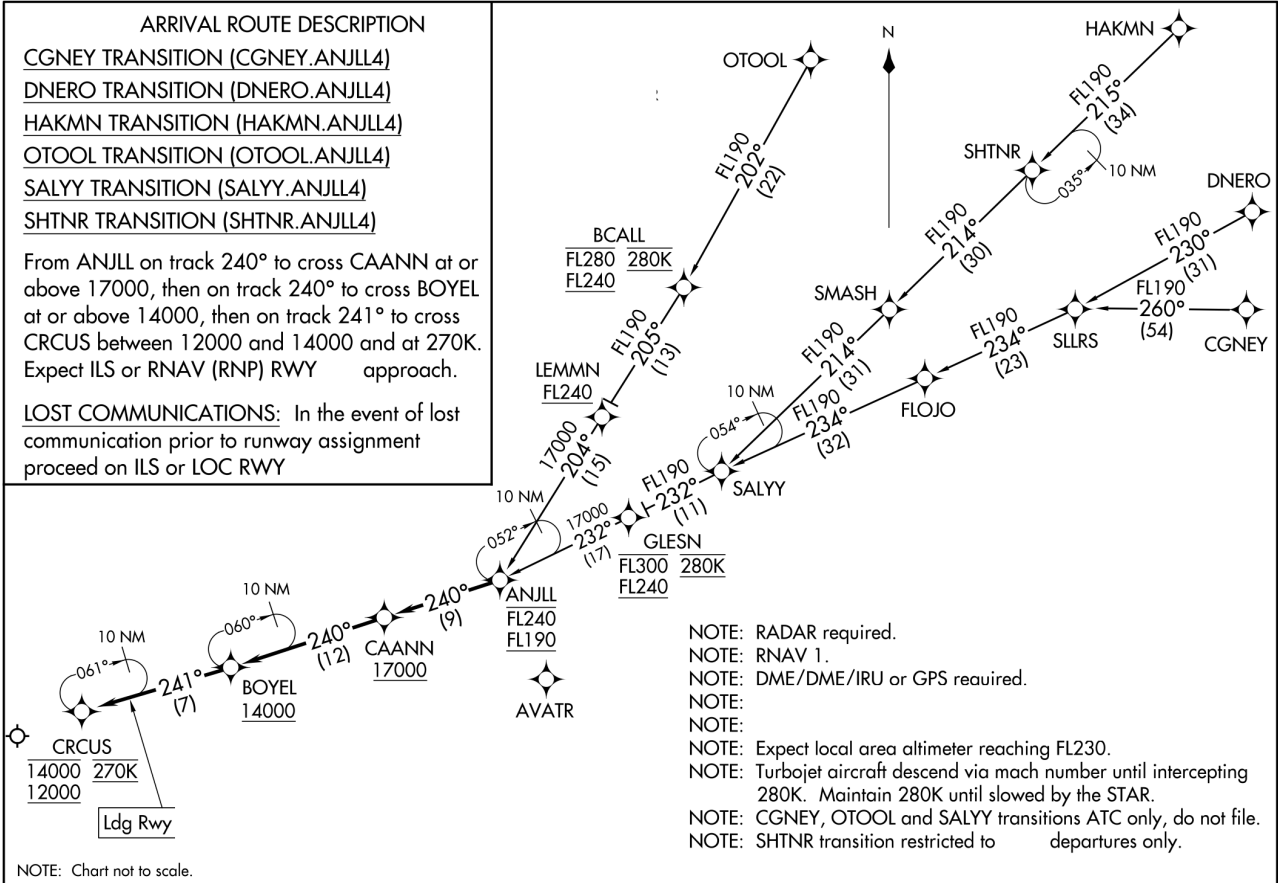 ARRIVAL ROUTE DESCRIPTION
CGNEY TRANSITION (CGNEY.ANJLL4)
DNERO TRANSITION (DNERO.ANJLL4)
HAKMN TRANSITION (HAKMN.ANJLL4)
OTOOL TRANSITION (OTOOL.ANJLL4)
SALYY TRANSITION (SALYY.ANJLL4)
SHTNR TRANSITION (SHTNR.ANJLL4)
From ANJLL on track 240° to cross CAANN at or
above 17000, then on track 240° to cross BOYEL
at or above 14000, then on track 241° to cross
CRCUS between 12000 and 14000 and at 270K.
Expect ILS or RNAV (RNP) RWY approach.
LOST COMMUNICATIONS: In the event of lost
communication prior to runway assignment
proceed on ILS or LOC RWY
OTOOL
N
HAKMN
FL190
215°
(34)
SHTNR
035°
10 NM
DNERO
FL190
202°
(22)
FL190
214°
(30)
FL190
230°
(31)
BCALL
FL280 280K
FL240
SMASH
FL190
260°
(54)
SLLRS
CGNEY
FL190
205°
(13)
FL190
214°
(31)
FL190
234°
(23)
FLOJO
LEMMN
FL240
10 NM
054°
FL190
234°
(32)
17000
204°
(15)
FL190
232°
(11)
SALYY
10 NM
052°
17000
232°
(17)
GLESN
FL300 280K
FL240
ANJLL
FL240
FL190
240°
(9)
CAANN
17000
10 NM
060°
240°
(12)
BOYEL
14000
10 NM
061°
241°
(7)
AVATR
CRCUS
14000 270K
12000
Ldg Rwy
NOTE: RADAR required.
NOTE: RNAV 1.
NOTE: DME/DME/IRU or GPS reauired.
NOTE:
NOTE:
NOTE: Expect local area altimeter reaching FL230.
NOTE: Turbojet aircraft descend via mach number until intercepting
280K. Maintain 280K until slowed by the STAR.
NOTE: CGNEY, OTOOL and SALYY transitions ATC only, do not file.
NOTE: SHTNR transition restricted to departures only.
NOTE: Chart not to scale.